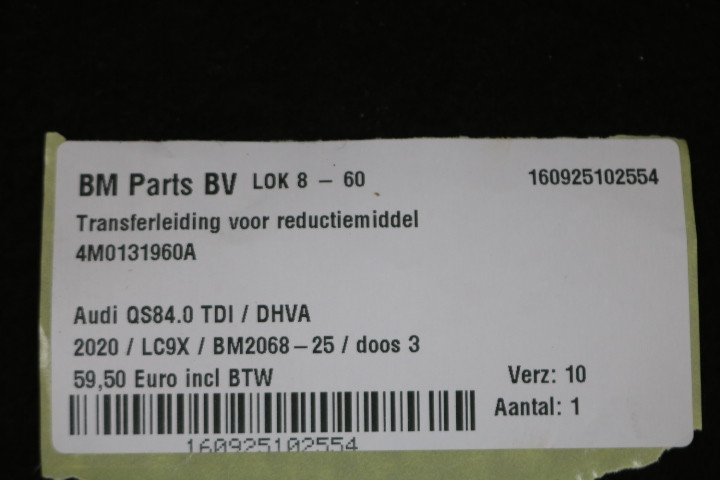 BM Parts BV LOK 8 - 60 160925102554
Transferleiding voor reductiemiddel
4M0131960A
Audi QS84.0 TDI / DHVA
2020 / LC9X / BM2068-25 / doos 3
59,50 Euro incl BTW Verz: 10
Aantal: 1
160925102554